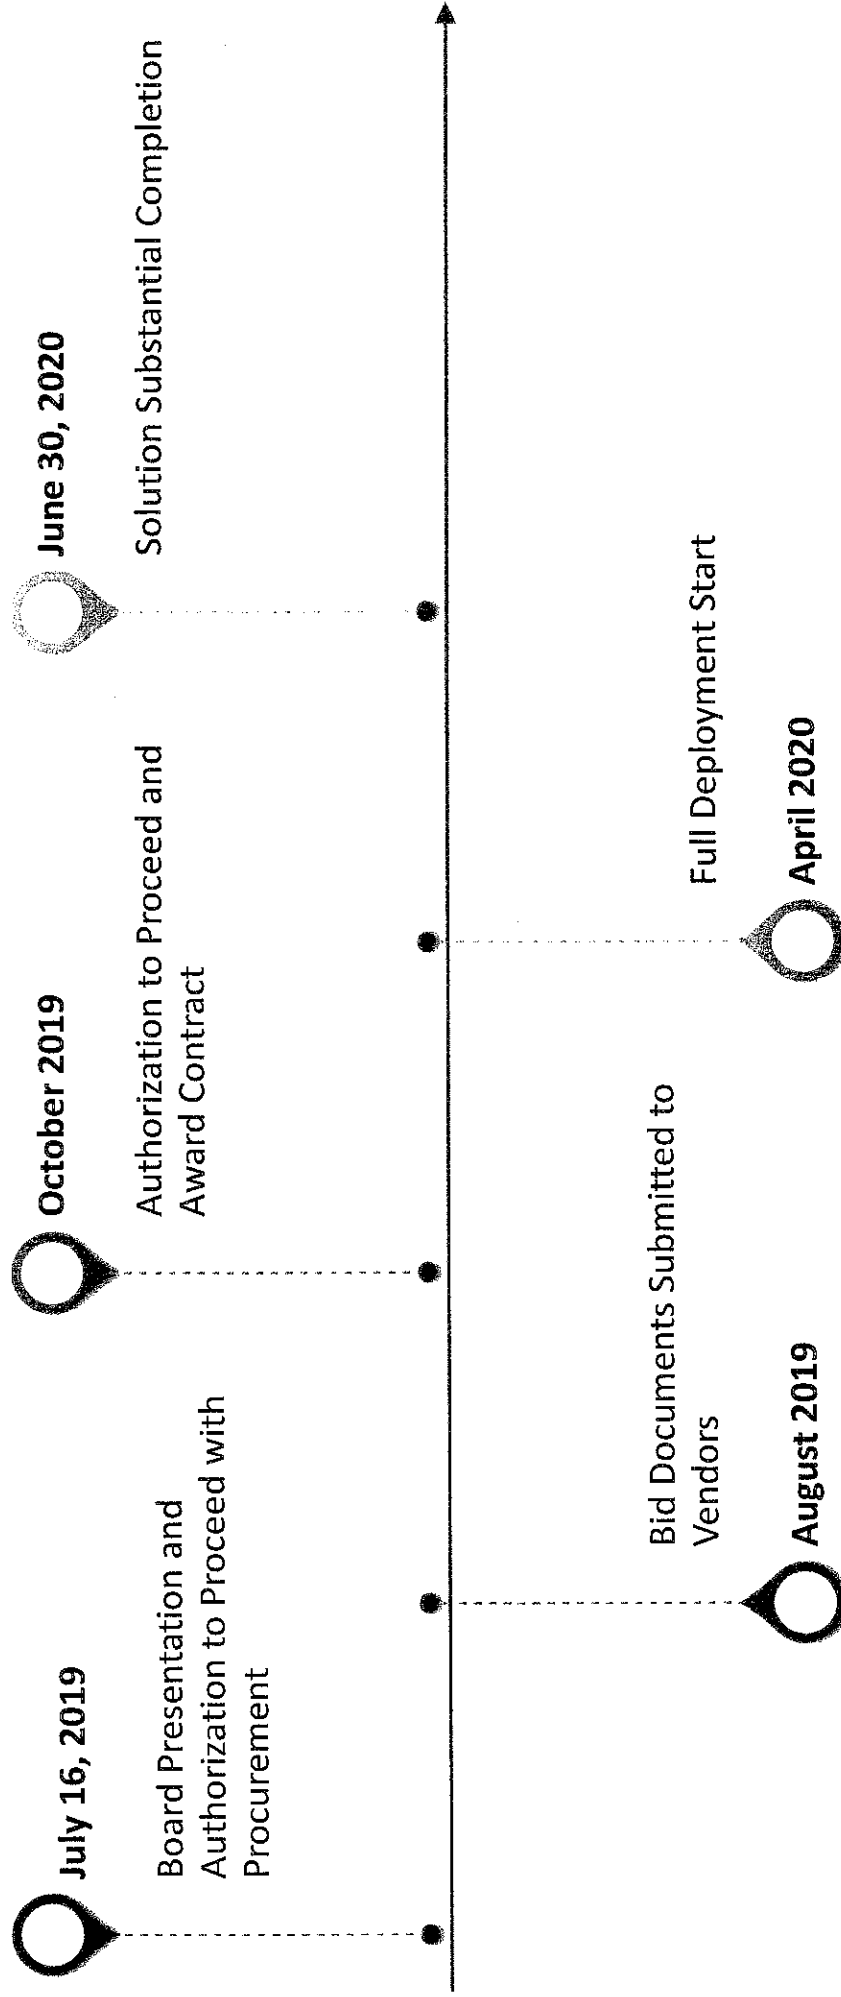 July 16, 2019
Board Presentation and
Authorization to Proceed with
Procurement
August 2019
Bid Documents Submitted to
Vendors
October 2019
Authorization to Proceed and
Award Contract
April 2020
Full Deployment Start
June 30, 2020
Solution Substantial Completion